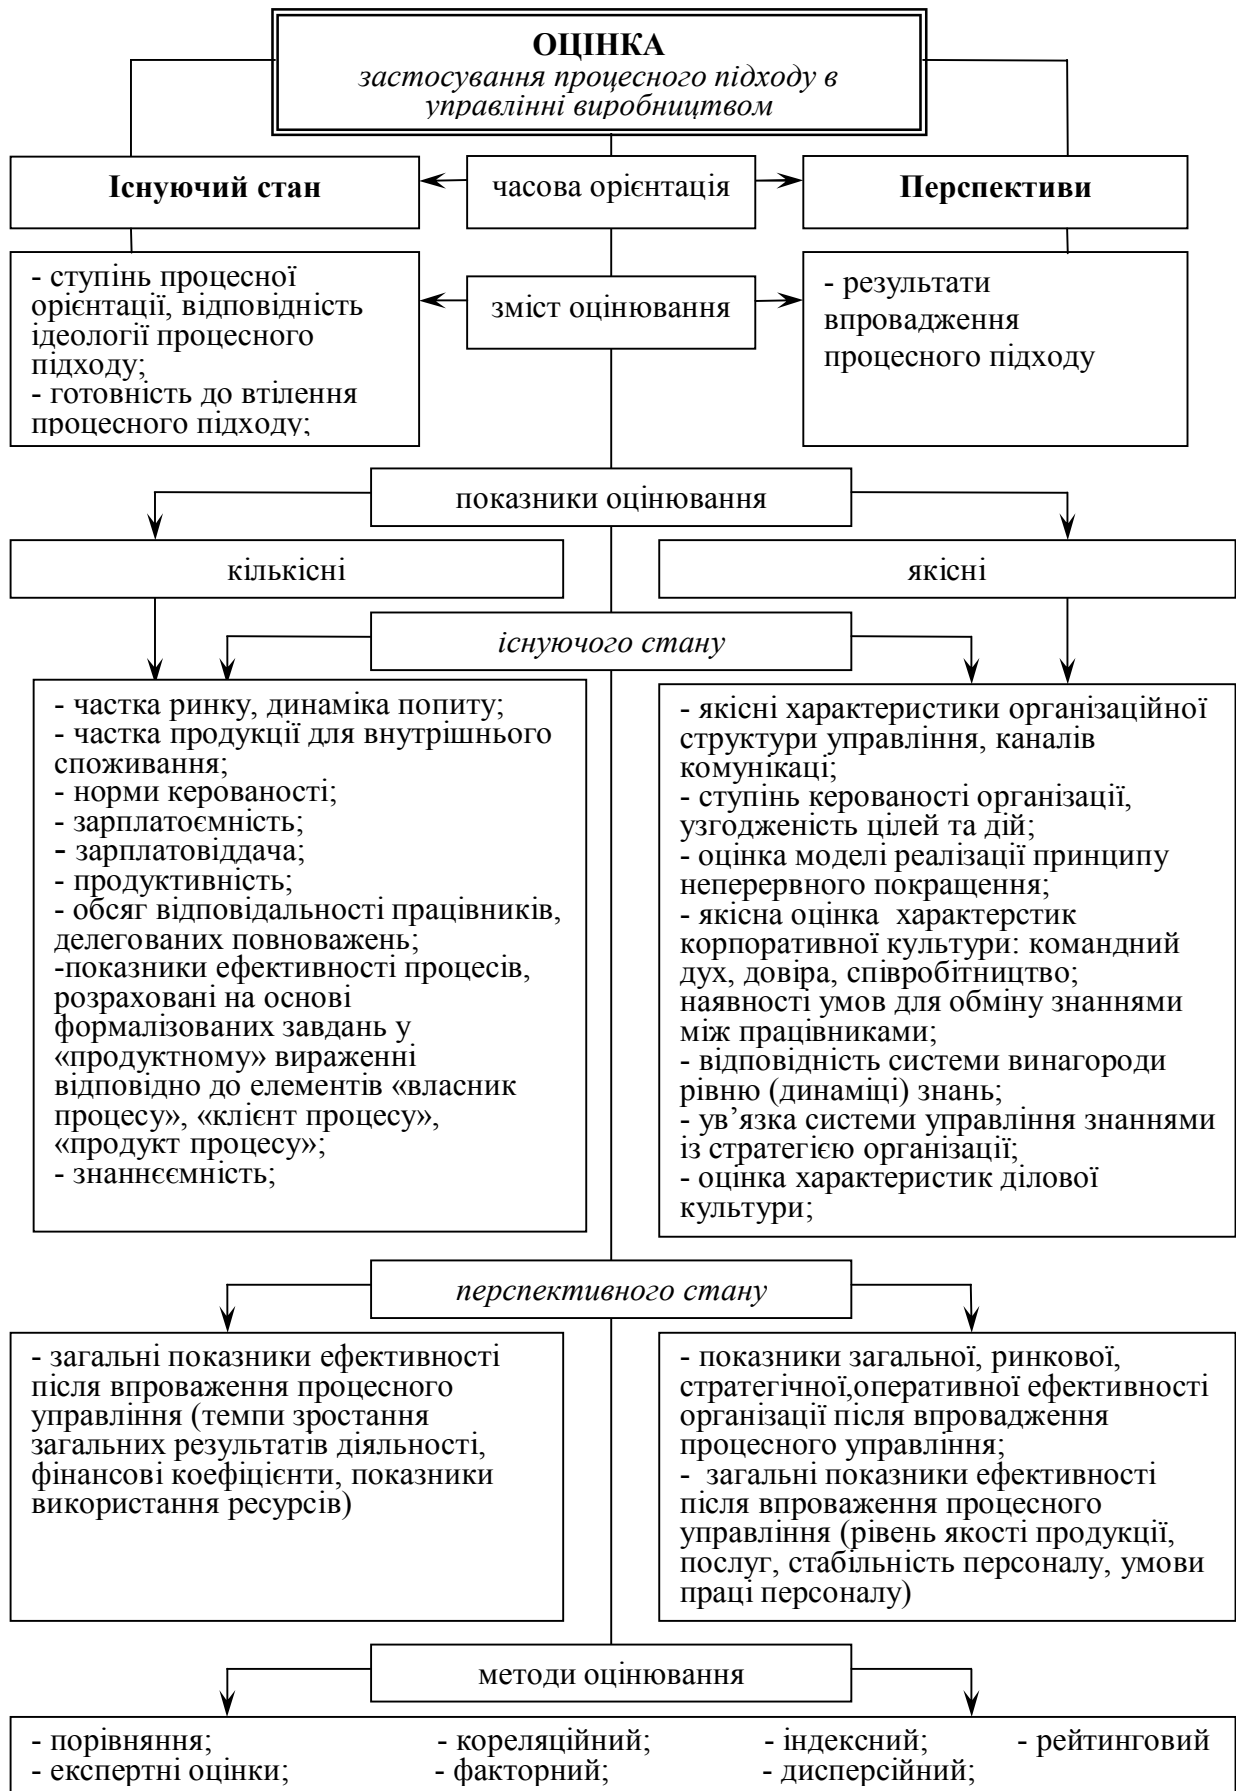 ОЦІНКА
застосування процесного підходу в
управлінні виробництвом
Існуючий стан
часова орієнтація
Перспективи
- ступінь процесної
орієнтації, відповідність
ідеології процесного
підходу;
- готовність до втілення
процесного підходу;
зміст оцінювання
- результати
впровадження
процесного підходу
показники оцінювання
кількісні
якісні
існуючого стану
- частка ринку, динаміка попиту;
- частка продукції для внутрішнього
споживання;
- норми керованості;
- зарплатоємність;
- зарплатовіддача;
- продуктивність;
- обсяг відповідальності працівників,
делегованих повноважень;
-показники ефективності процесів,
розраховані на основі
формалізованих завдань у
«продуктному» вираженні
відповідно до елементів «власник
процесу», «клієнт процесу»,
«продукт процесу»;
- знаннєємність;
- якісні характеристики організаційної
структури управління, каналів
комунікаці;
- ступінь керованості організації,
узгодженість цілей та дій;
- оцінка моделі реалізації принципу
неперервного покращення;
- якісна оцінка  характерстик
корпоративної культури: командний
дух, довіра, співробітництво;
наявності умов для обміну знаннями
між працівниками;
- відповідність системи винагороди
рівню (динаміці) знань;
- ув’язка системи управління знаннями
із стратегією організації;
- оцінка характеристик ділової
культури;
перспективного стану
- загальні показники ефективності
після впроваження процесного
управління (темпи зростання
загальних результатів діяльності,
фінансові коефіцієнти, показники
використання ресурсів)
- показники загальної, ринкової,
стратегічної,оперативної ефективності
організації після впровадження
процесного управління;
-  загальні показники ефективності
після впроваження процесного
управління (рівень якості продукції,
послуг, стабільність персоналу, умови
праці персоналу)
методи оцінювання
- порівняння; - кореляційний; - індексний; - рейтинговий
- експертні оцінки; - факторний; - дисперсійний;